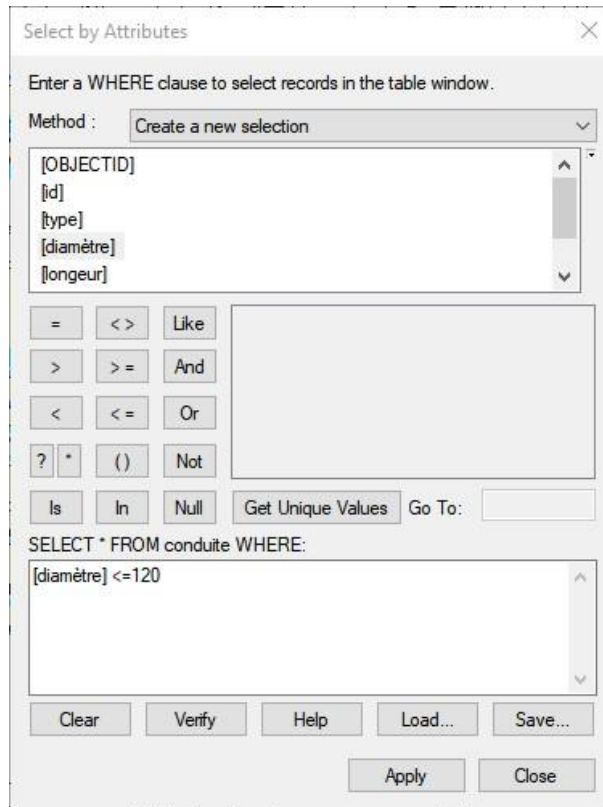 Select by Attributes
Enter a WHERE clause to select records in the table window.
Method : Create a new selection
[OBJECTID]
[id]
[type]
[diamètre]
[longeur]
= < > Like
> > = And
< < = Or
? * ( ) Not
Is In Null Get Unique Values Go To:
SELECT * FROM conduite WHERE:
[diamètre] <=120
Clear Verify Help Load... Save...
Apply Close